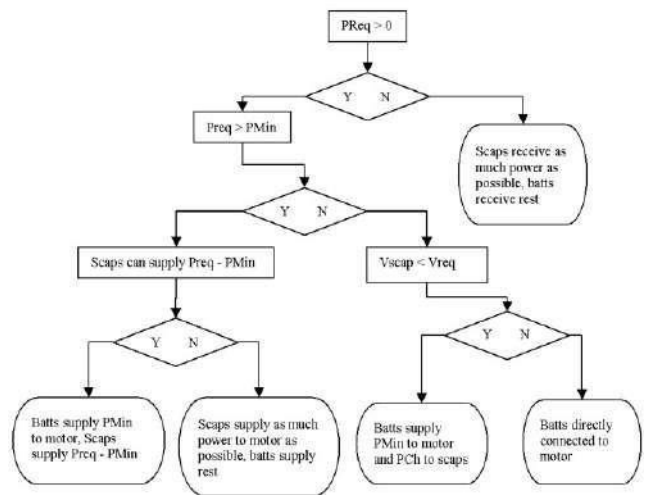 PReq > 0
Y N
Preq > PMin
Scaps receive as
much power as
possible, batts
receive rest
Y N
Scaps can supply Preq - PMin
Vscap < Vreq
Y N
Y N
Batts supply PMin
to motor, Scaps
supply Preq - PMin
Scaps supply as much
power to motor as
possible, batts supply
rest
Batts supply
PMin to motor
and PCh to scaps
Batts directly
connected to
motor